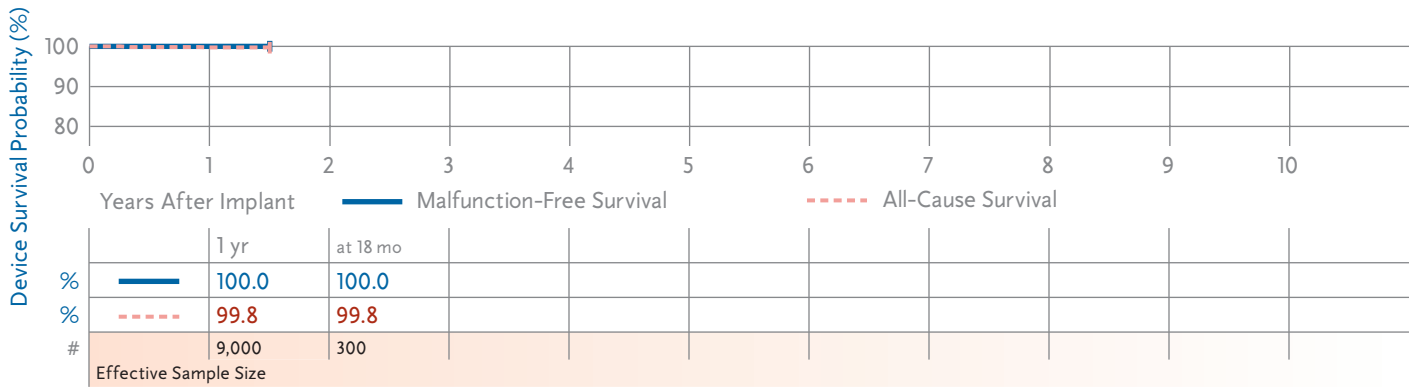 Device Survival Probability (%)
100
90
80
0 1 2 3 4 5 6 7 8 9 10
Years After Implant Malfunction-Free Survival All-Cause Survival
1 yr at 18 mo
% 100.0 100.0
% 99.8 99.8
# 9,000 300
Effective Sample Size